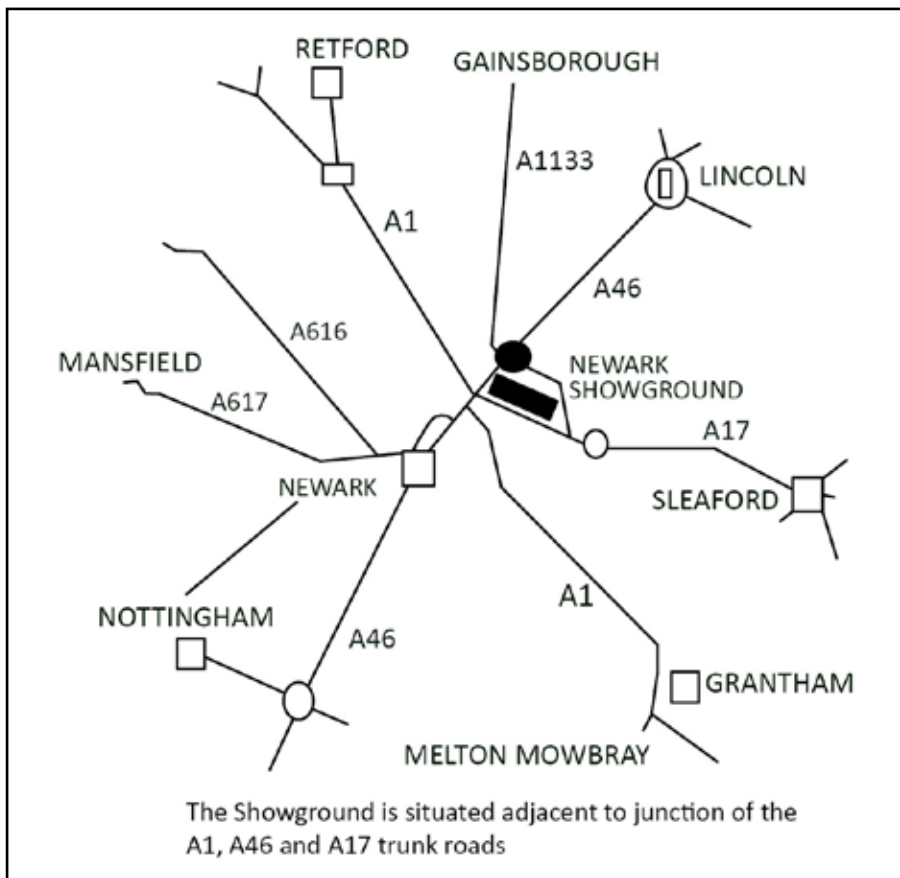 RETFORD
GAINSBOROUGH
A1133
LINCOLN
A1
A46
A616
MANSFIELD
NEWARK
SHOWGROUND
A617
A17
NEWARK
SLEAFORD
A1
NOTTINGHAM
A46
GRANTHAM
MELTON MOWBRAY
The Showground is situated adjacent to junction of the
A1, A46 and A17 trunk roads